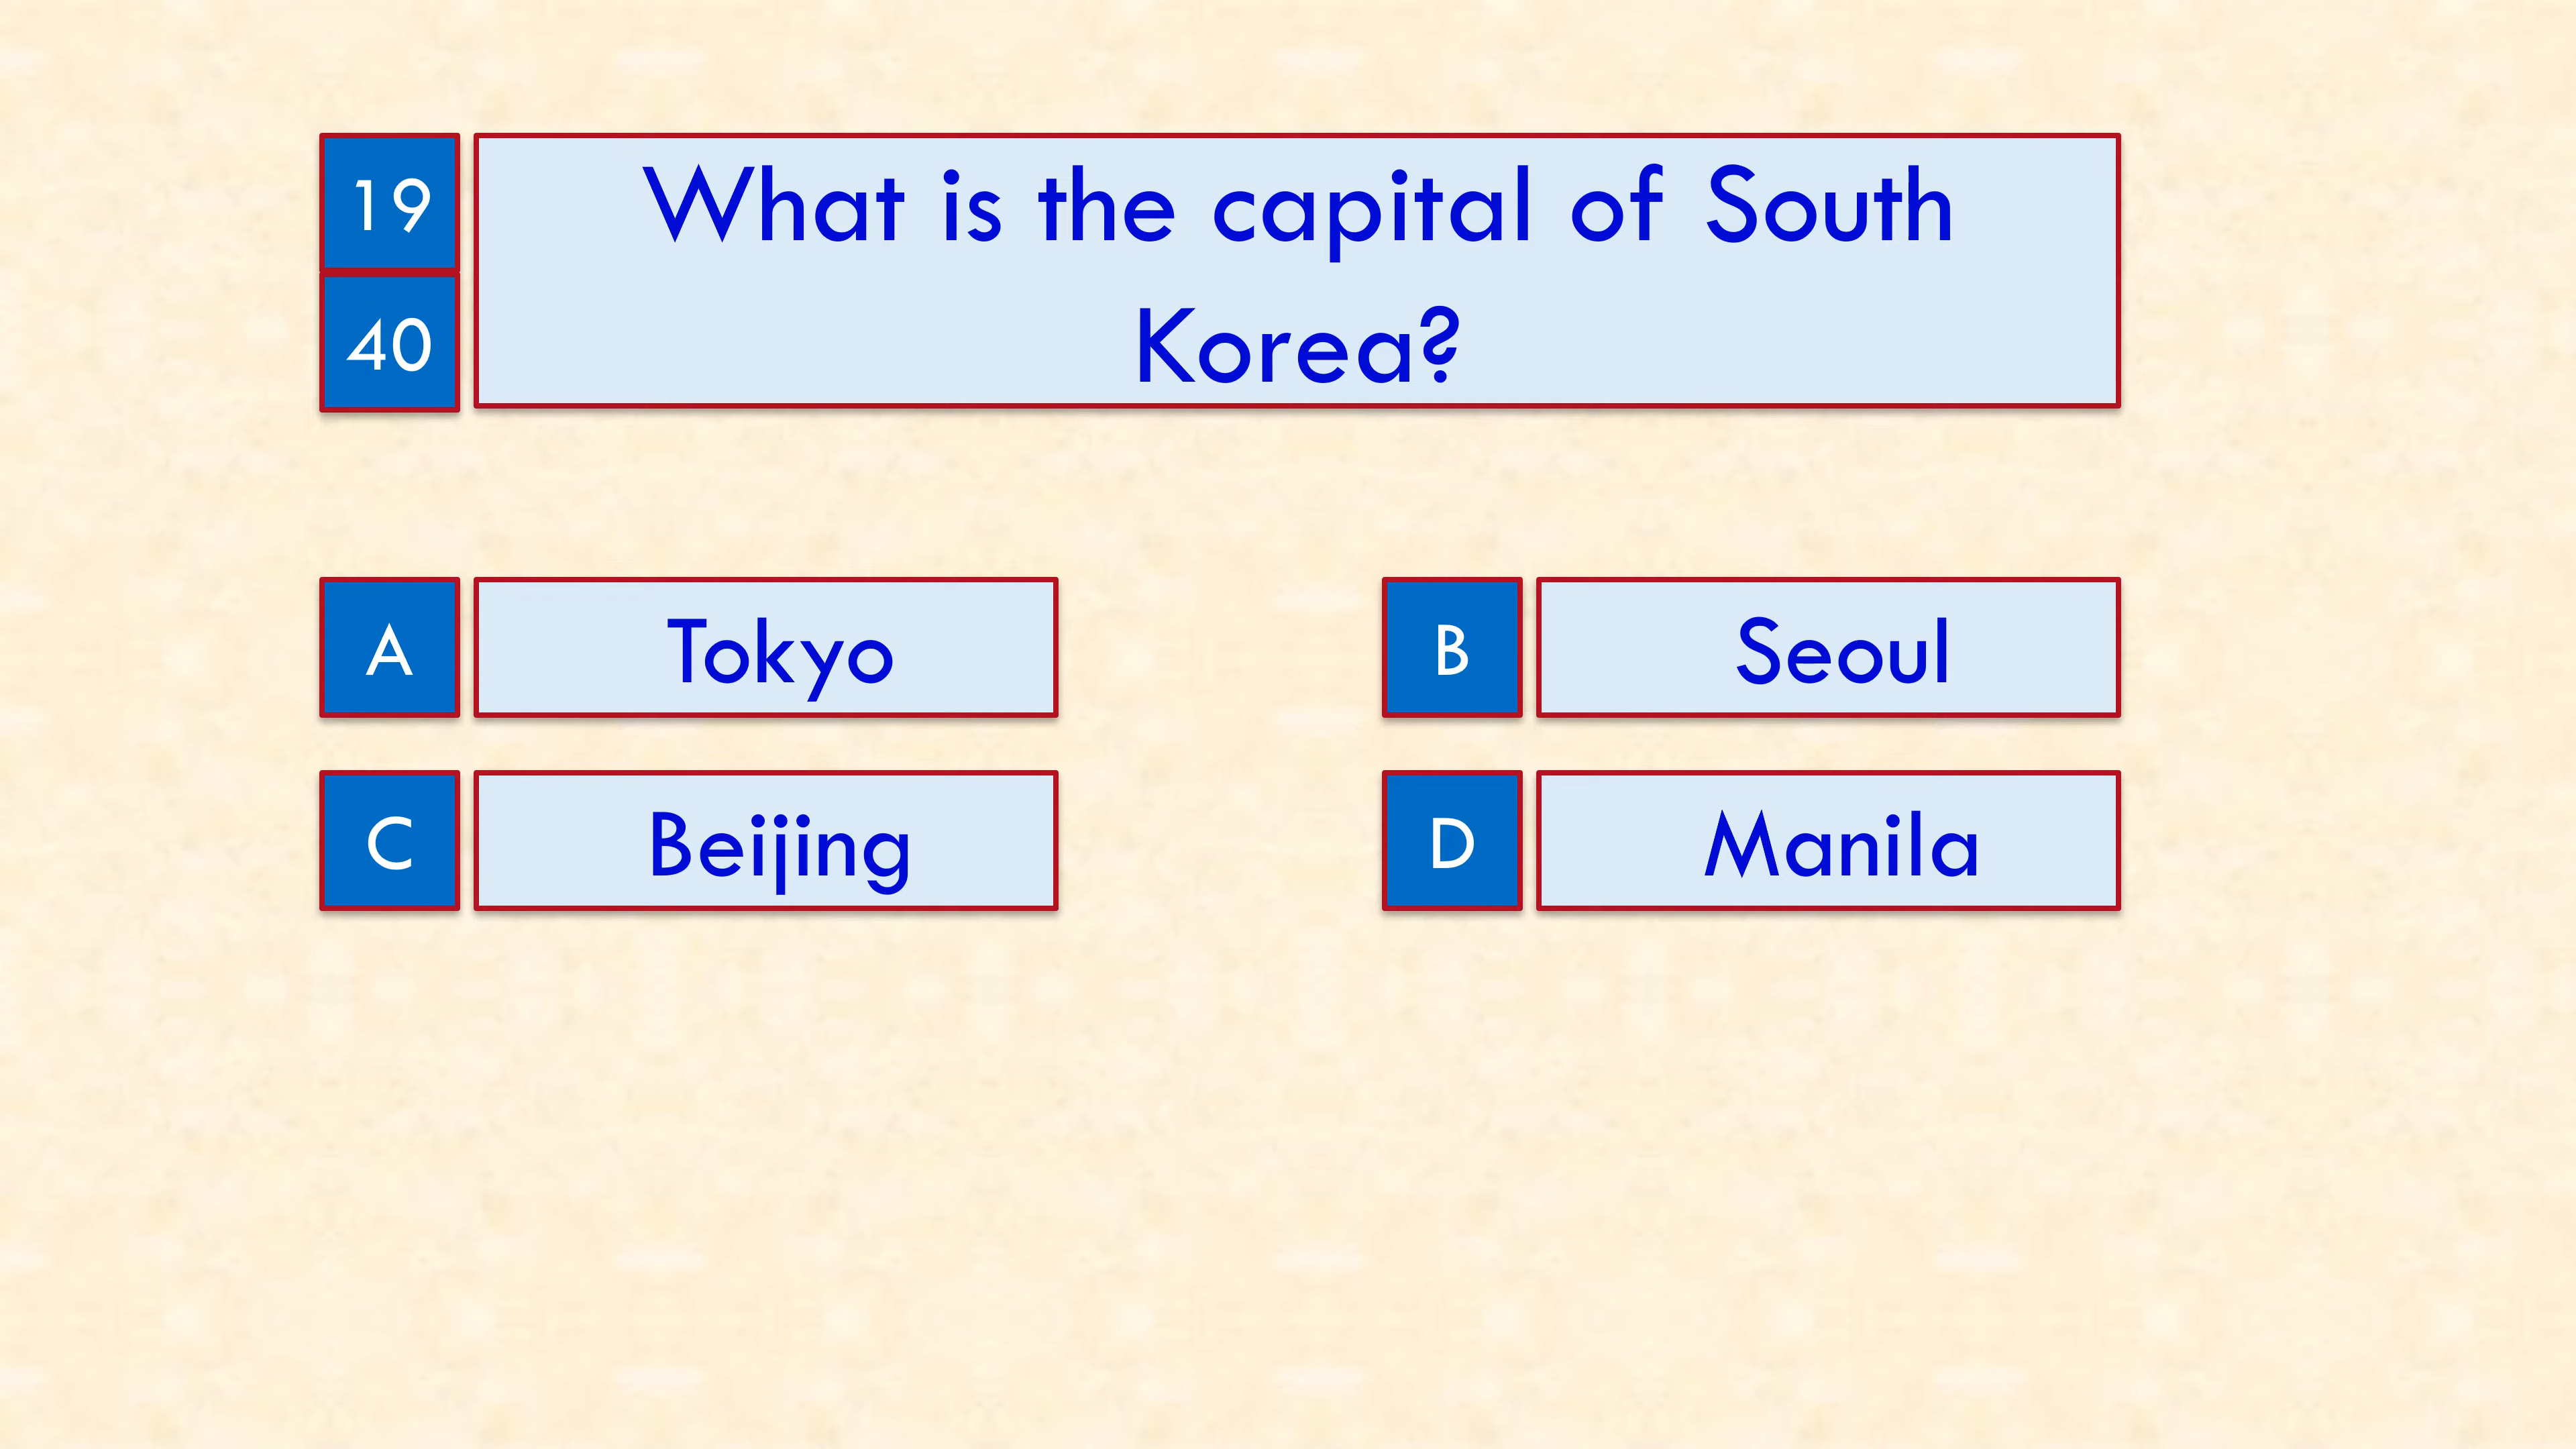 19
What is the capital of South
40
Korea?
A
Tokyo
B
Seoul
C
Beijing
D
Manila